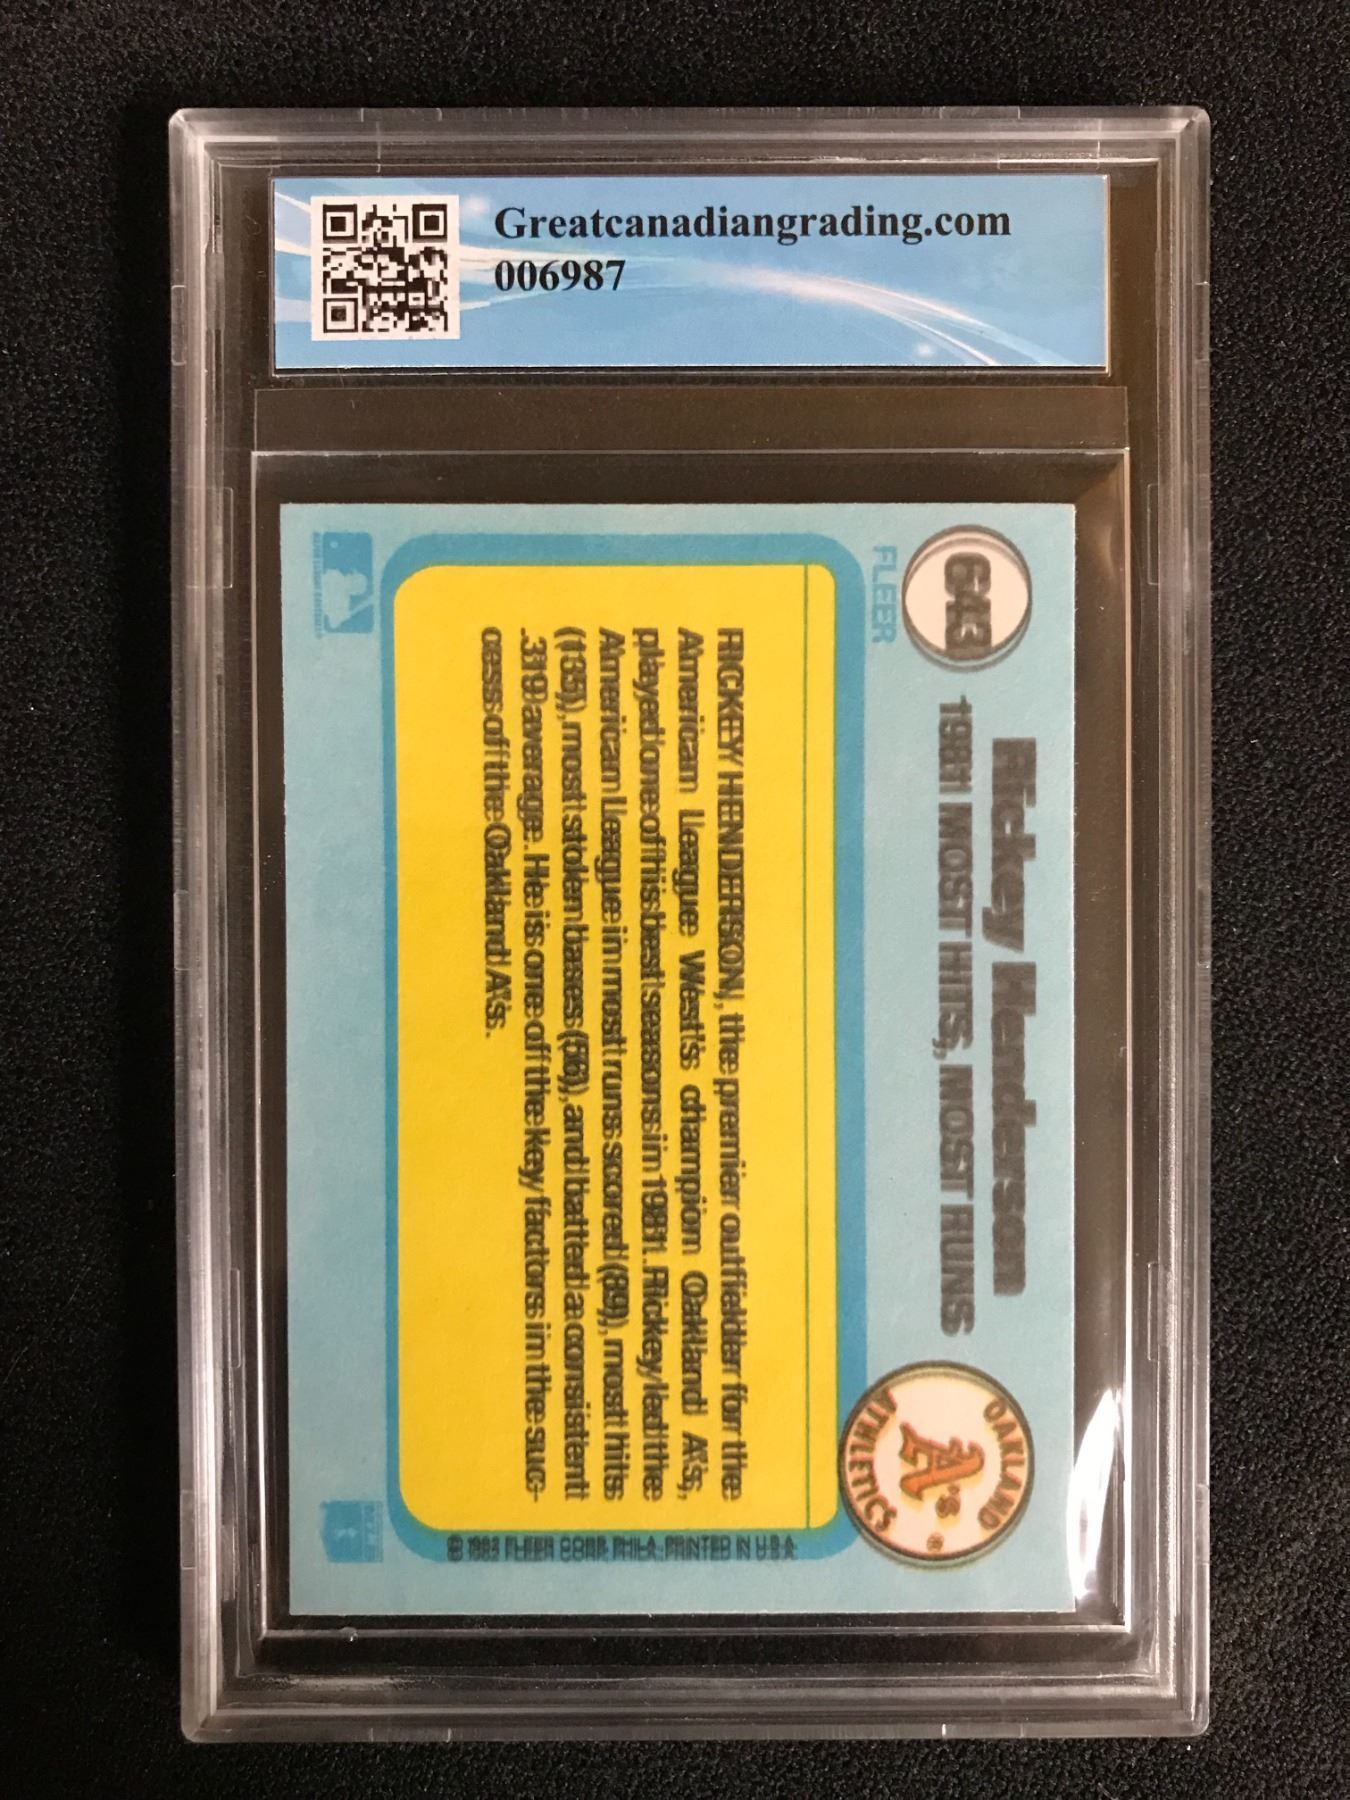 Greatcanadiangrading.com
006987
643
FLEER
Rickey Henderson
1981 MOST HITS, MOST RUNS
OAKLAND
A's
®
ATHLETICS
RICKEY HENDERSON, the premier outfielder for the
American League West's champion Oakland A's,
played one of his best seasons in 1981. Rickey led the
American League in most runs scored (89), most hits
(135), most stolen bases (56), and batted a consistent
.319 average. He is one of the key factors in the suc-
cess of the Oakland A's.
© 1982 FLEER CORP. PHILA. PRINTED IN U.S.A.